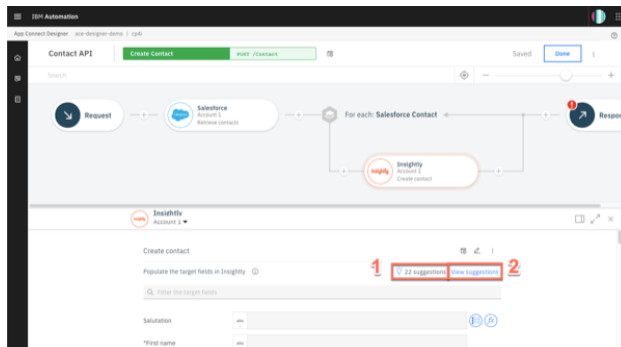 IBM Automation
App Connect Designer ace-designer-demo | cp4i
Contact API
Create Contact
POST /Contact
Saved
Done
Search
Request
Salesforce
Account 1
Retrieve contacts
For each: Salesforce Contact
Respo
insightly
Insightly
Account 1
Create contact
Insightly
Account 1
Create contact
Populate the target fields in Insightly
1
22 suggestions
View suggestions
2
Filter the target fields
Salutation
abc
fx
*First name
abc